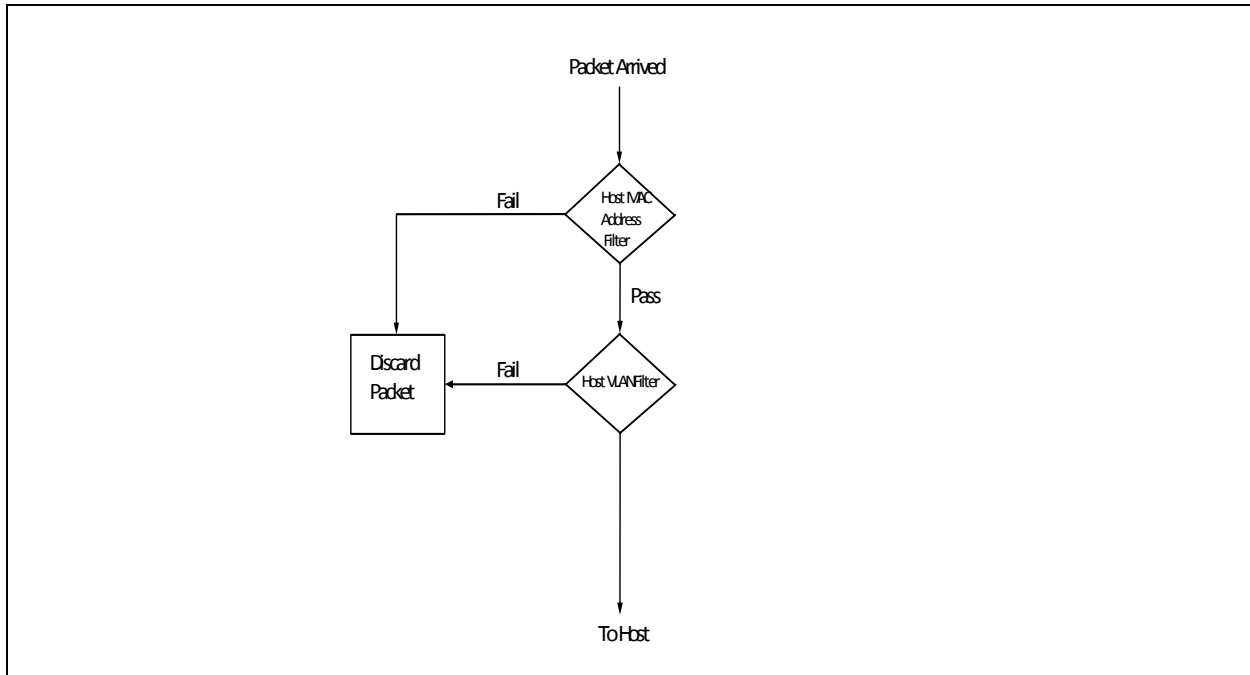 Packet Arrived
Fail
Host MAC
Address
Filter
Pass
Discard
Packet
Fail
Host VLAN Filter
To Host